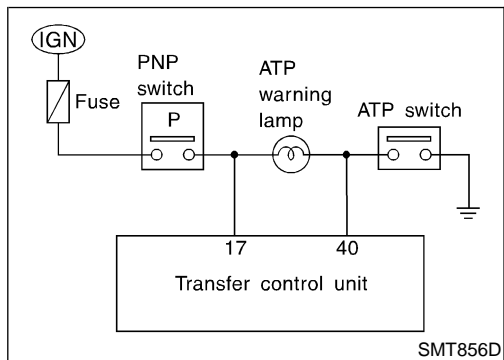 IGN
Fuse
PNP
switch
P
ATP
warning
lamp
ATP switch
17
40
Transfer control unit
SMT856D